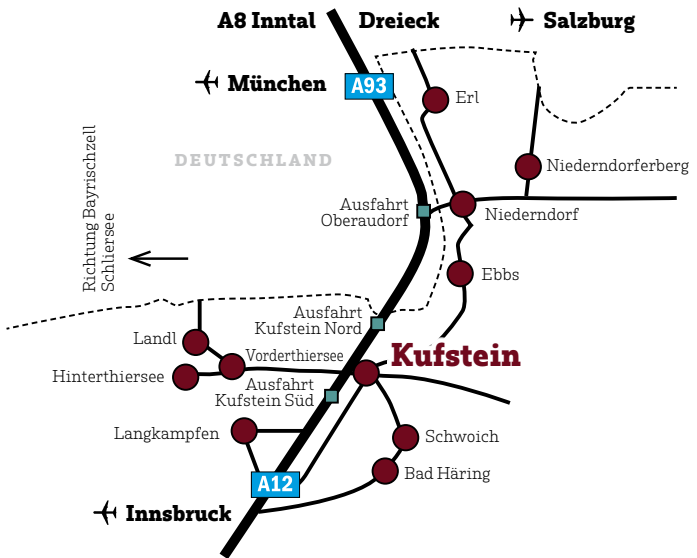 A8 Inntal Dreieck
Salzburg
München
A93
Erl
DEUTSCHLAND
Niederndorferberg
Ausfahrt
Oberaudorf
Niederndorf
Richtung Bayrischzell
Schliersee
Ebbs
Ausfahrt
Kufstein Nord
Landl
Vorderthiersee
Kufstein
Hinterthiersee
Ausfahrt
Kufstein Süd
Langkampfen
Schwoich
Bad Häring
A12
Innsbruck